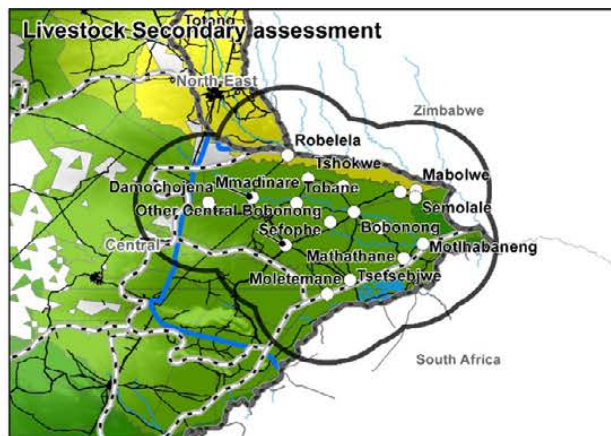 Livestock Secondary assessment
North-East
Zimbabwe
Robelela
Tshokwe
Damochojena
Mmadinare
Tobane
Mabolwe
Semolale
Other Central Bobonong
Bobonong
Central
Sefophe
Motlhabaneng
Mathathane
Moletemane
Tsetsebjwe
South Africa